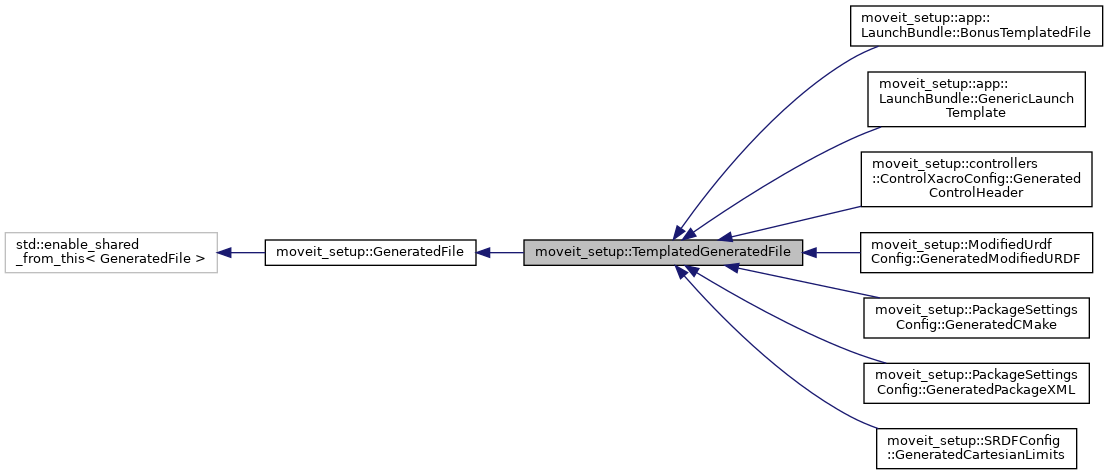 std::enable_shared
_from_this< GeneratedFile >
moveit_setup::GeneratedFile
moveit_setup::TemplatedGeneratedFile
moveit_setup::app::
LaunchBundle::BonusTemplatedFile
moveit_setup::app::
LaunchBundle::GenericLaunch
Template
moveit_setup::controllers
::ControlXacroConfig::Generated
ControlHeader
moveit_setup::ModifiedUrdf
Config::GeneratedModifiedURDF
moveit_setup::PackageSettings
Config::GeneratedCMake
moveit_setup::PackageSettings
Config::GeneratedPackageXML
moveit_setup::SRDFConfig
::GeneratedCartesianLimits